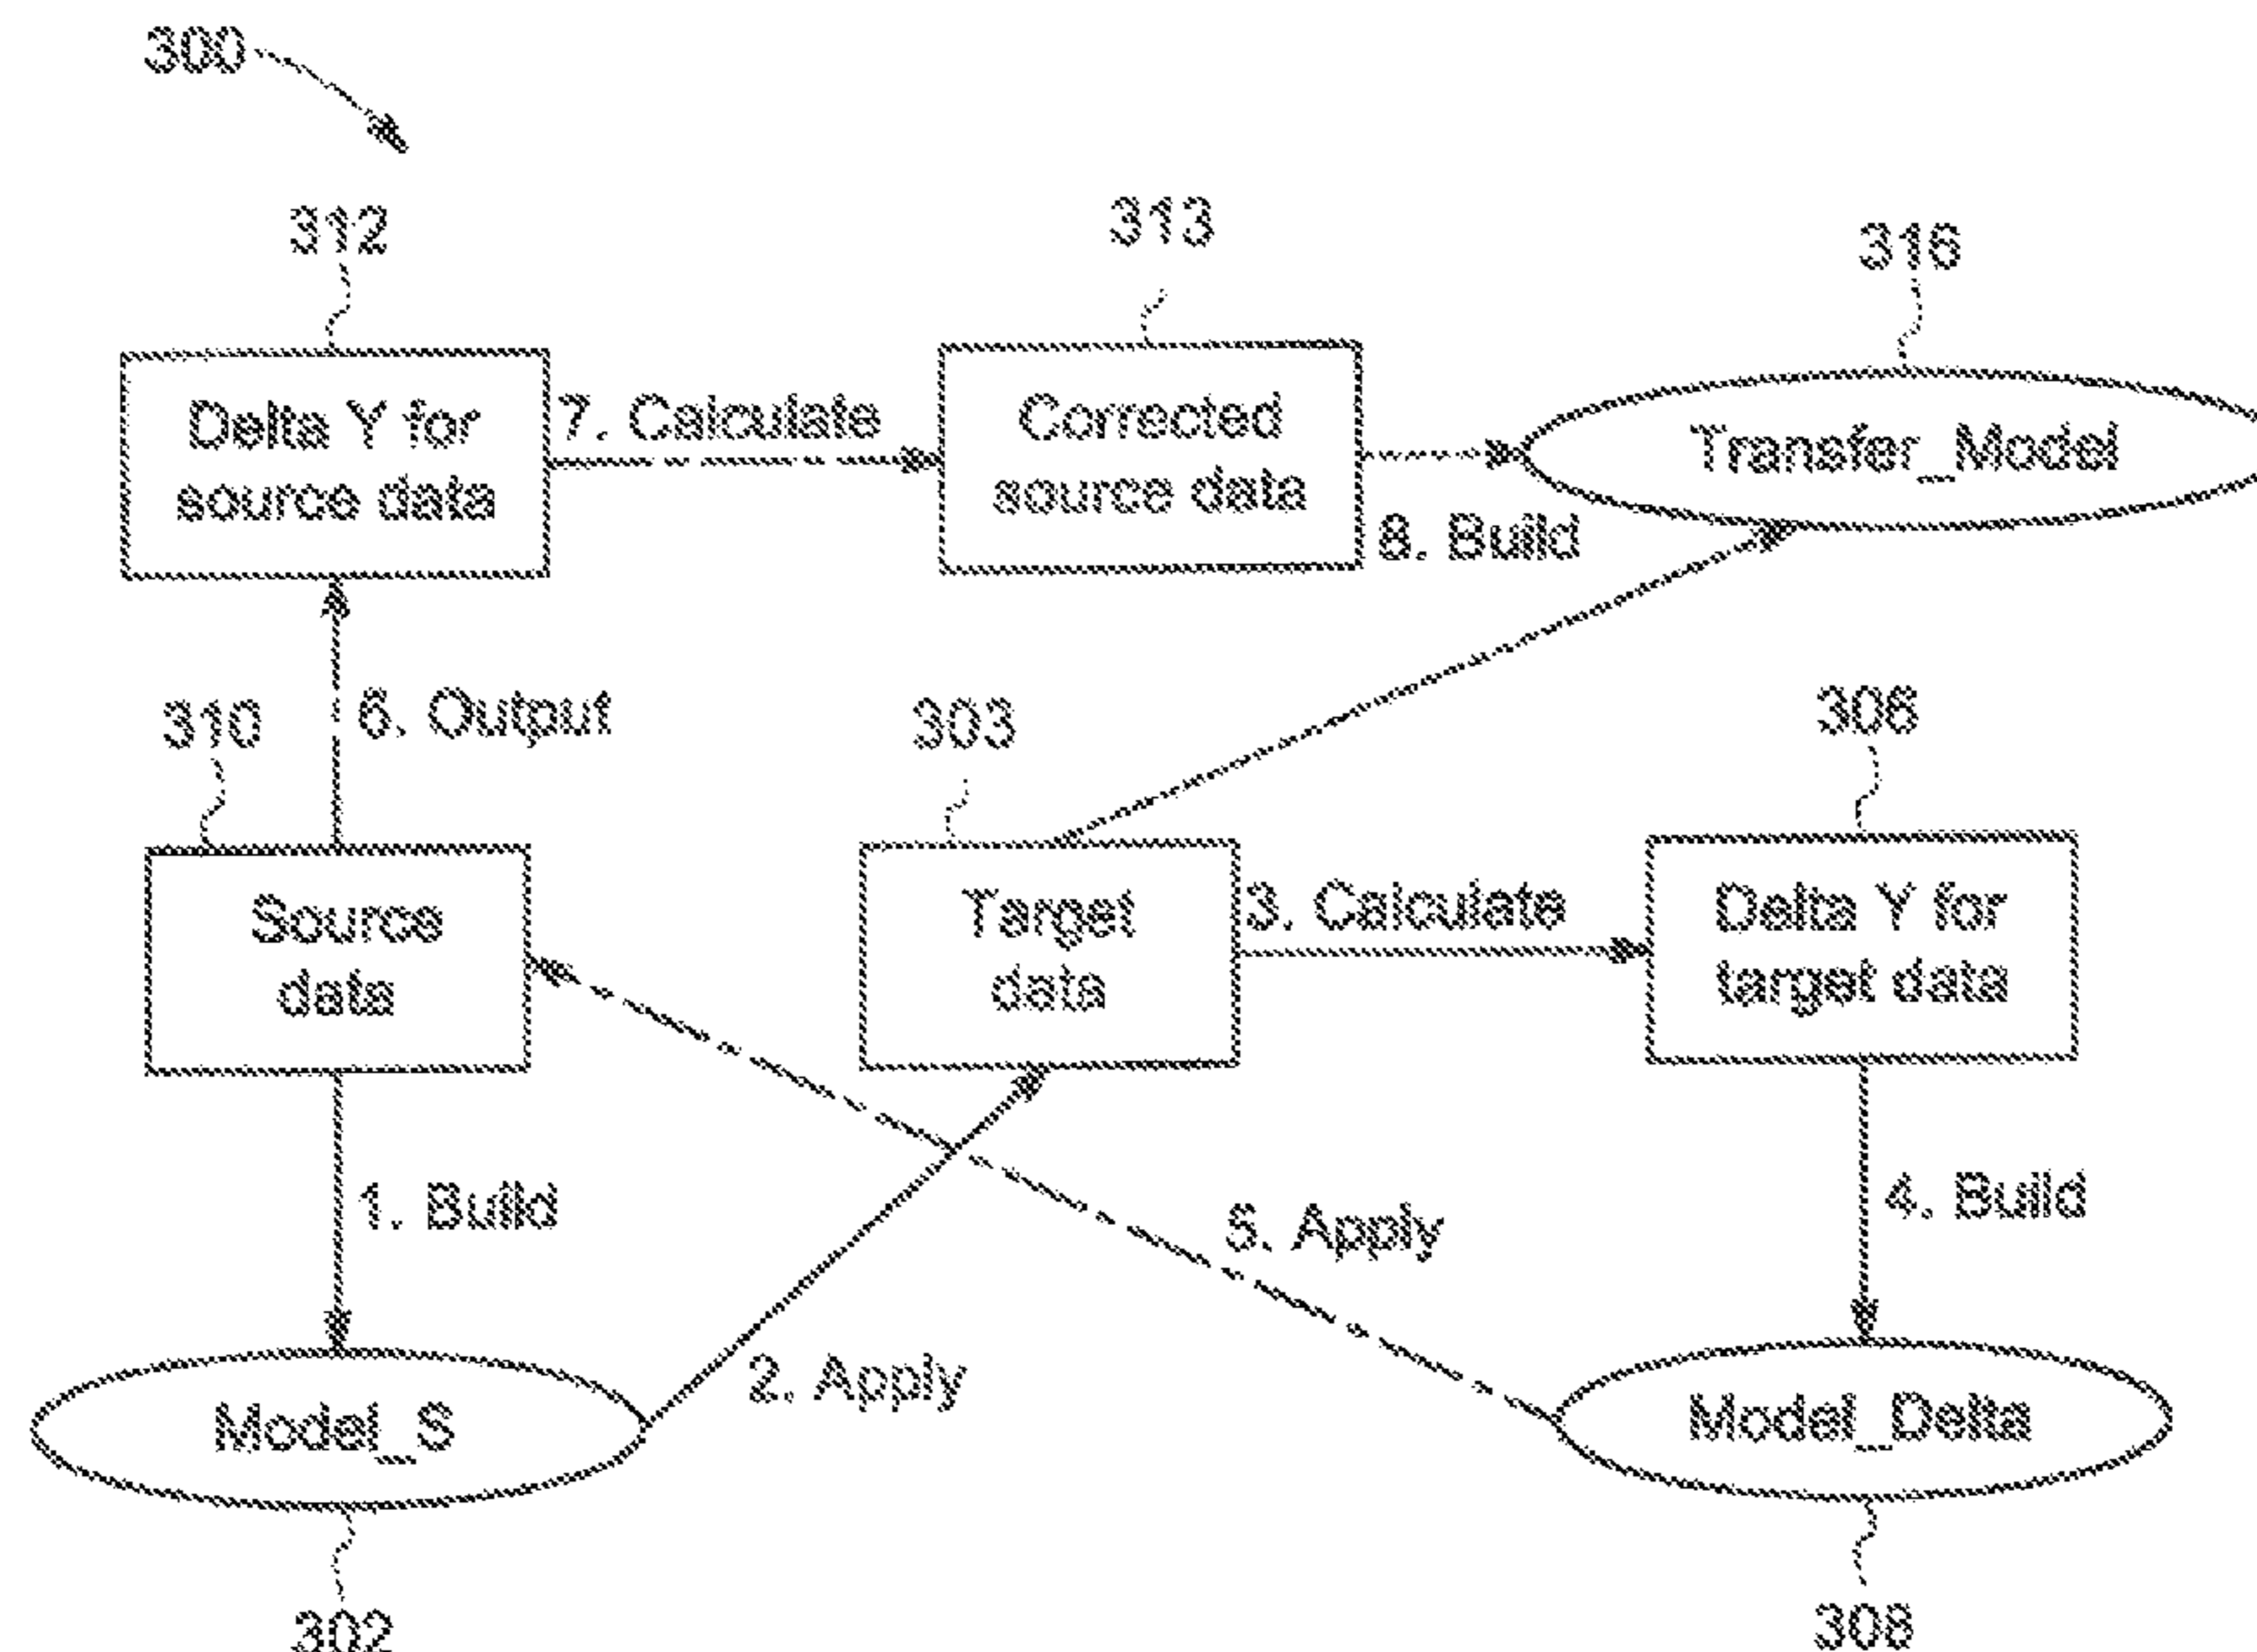 300
312
313
316
Delta Y for
source data
7. Calculate
Corrected
source data
8. Build
Transfer_Model
310
6. Output
303
306
Source
data
Target
data
3. Calculate
Delta Y for
target data
1. Build
2. Apply
5. Apply
4. Build
Model_S
Model_Delta
302
308